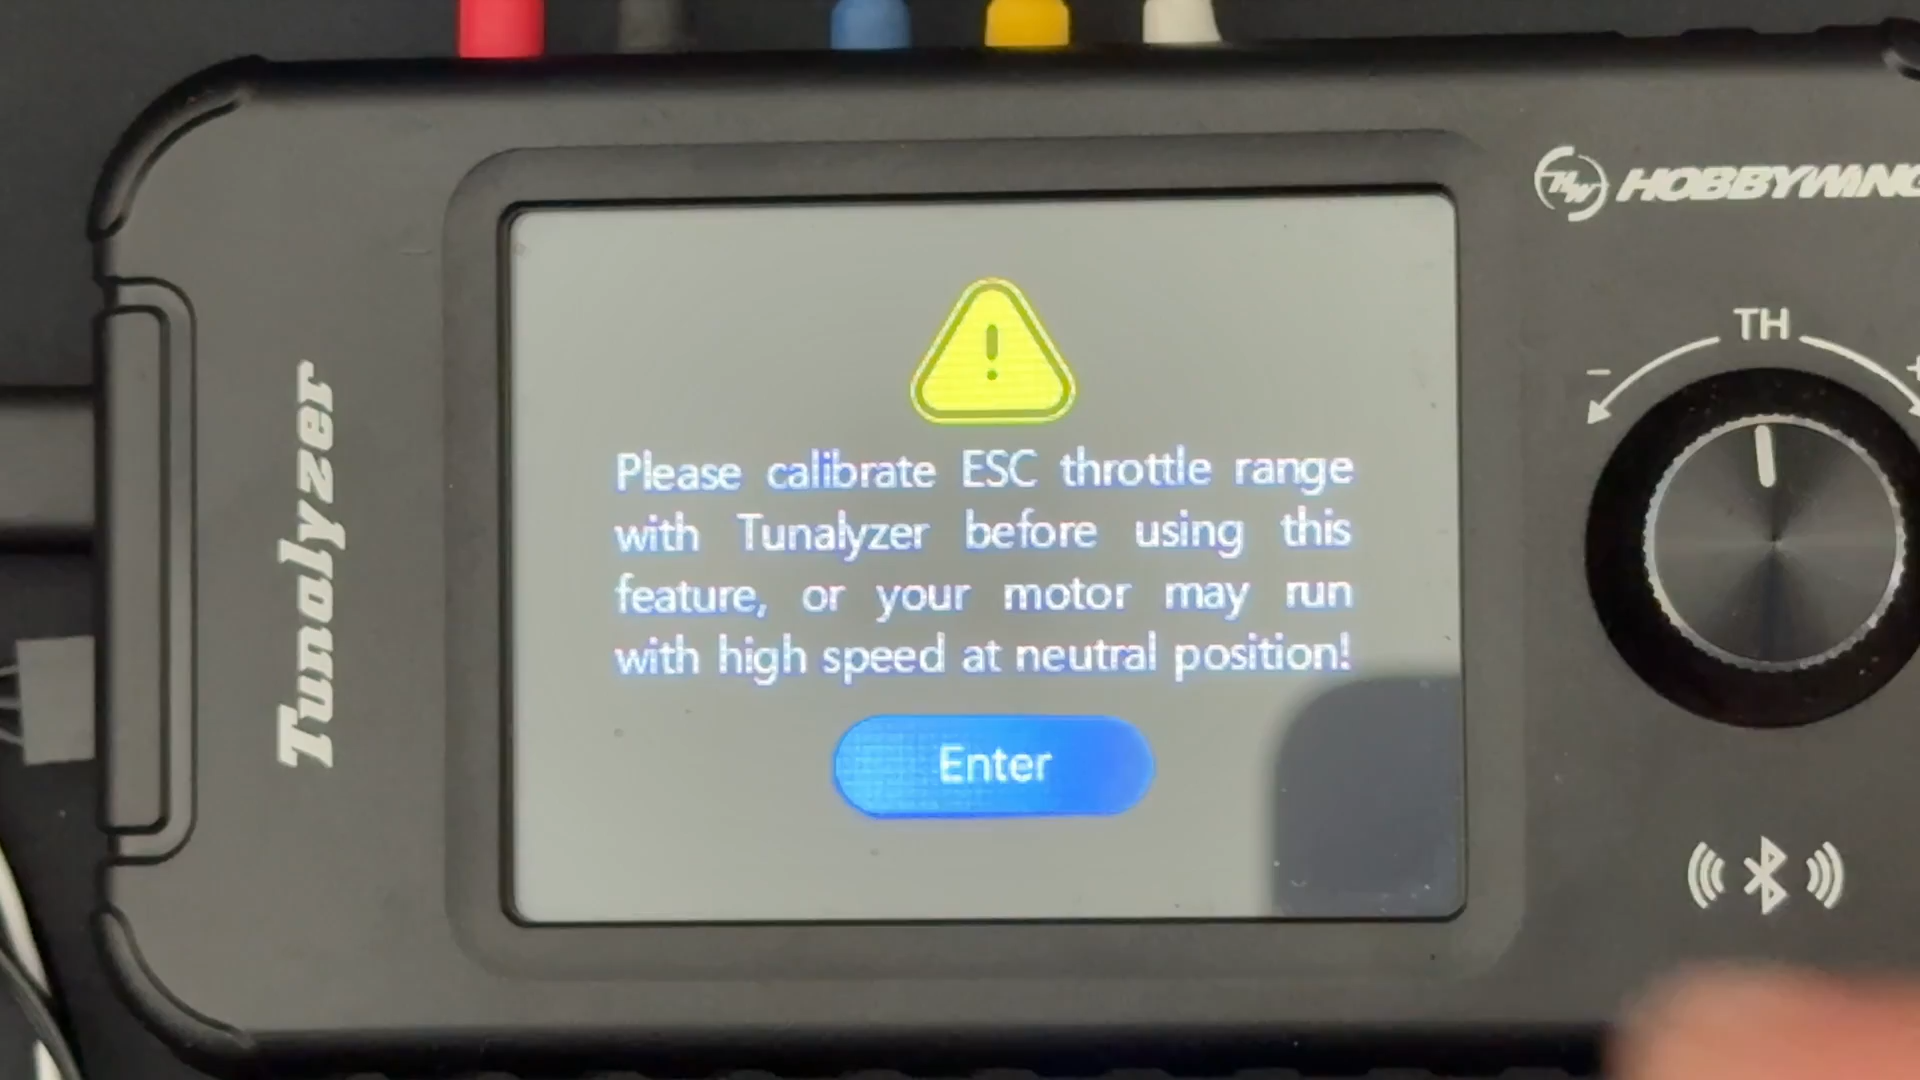 HOBBYWING
TH
- +
Tunalyzer
Please calibrate ESC throttle range
with Tunalyzer before using this
feature, or your motor may run
with high speed at neutral position!
Enter